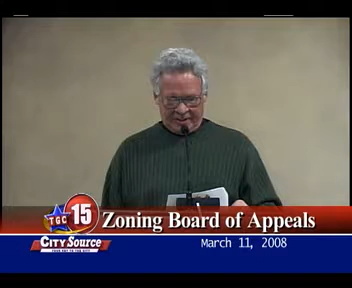 TGC
15
City Source
Zoning Board of Appeals
March 11, 2008